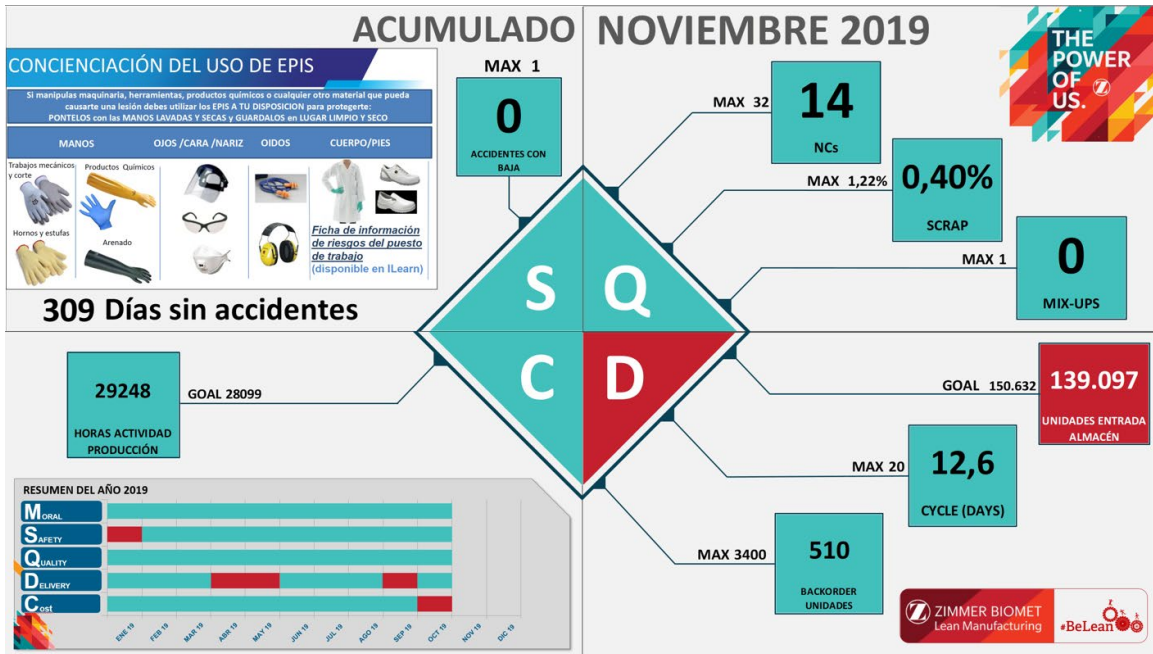 ACUMULADO
NOVIEMBRE 2019
THE
POWER
OF
US.
CONCIENCIACIÓN DEL USO DE EPIS
Si manipulas maquinaria, herramientas, productos químicos o cualquier otro material que pueda
causarte una lesión debes utilizar los EPIS A TU DISPOSICION para protegerte:
PONTELOS con las MANOS LAVADAS Y SECAS y GUARDALOS en LUGAR LIMPIO Y SECO
MANOS
OJOS /CARA /NARIZ
OIDOS
CUERPO/PIES
Trabajos mecánicos
y corte
Productos Químicos
Hornos y estufas
Arenado
Ficha de información
de riesgos del puesto
de trabajo
(disponible en ILearn)
309 Días sin accidentes
MAX 1
0
ACCIDENTES CON
BAJA
MAX 32
14
NCs
MAX 1,22%
0,40%
SCRAP
MAX 1
0
MIX-UPS
S
Q
C
D
29248
HORAS ACTIVIDAD
PRODUCCIÓN
GOAL 28099
GOAL 150.632
139.097
UNIDADES ENTRADA
ALMACÉN
MAX 20
12,6
CYCLE (DAYS)
MAX 3400
510
BACKORDER
UNIDADES
RESUMEN DEL AÑO 2019
MORAL
SAFETY
QUALITY
DELIVERY
Cost
ENE 19
FEB 19
MAR 19
ABR 19
MAY 19
JUN 19
JUL 19
AGO 19
SEP 19
OCT 19
NOV 19
DIC 19
ZIMMER BIOMET
Lean Manufacturing
#BeLean